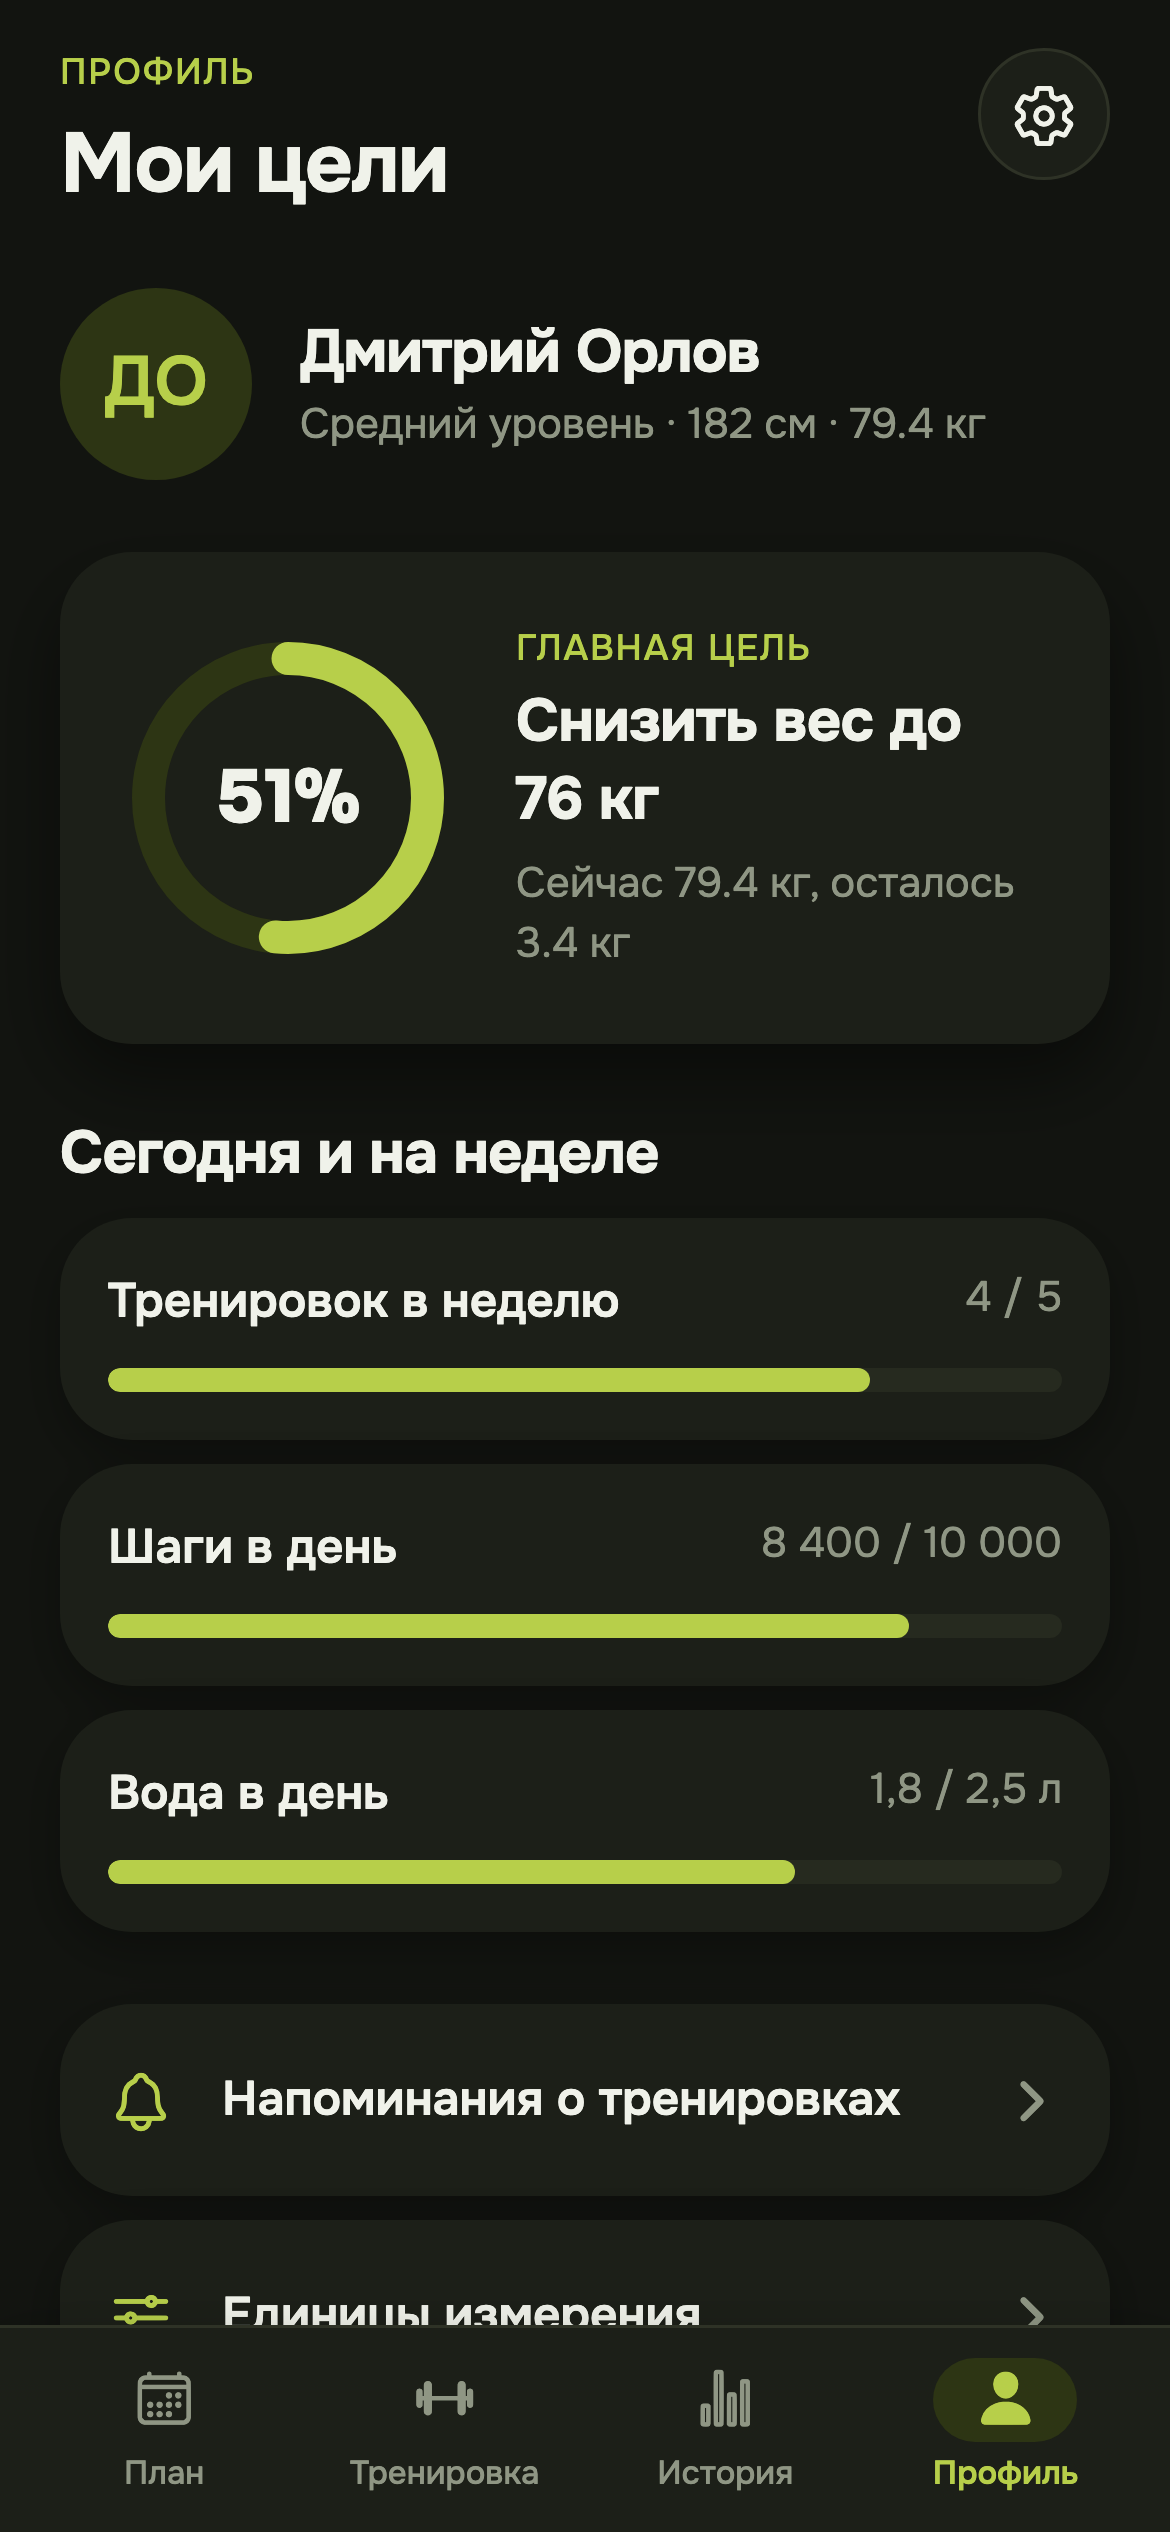 ПРОФИЛЬ
Мои цели
ДО
Дмитрий Орлов
Средний уровень · 182 см · 79.4 кг
51%
ГЛАВНАЯ ЦЕЛЬ
Снизить вес до
76 кг
Сейчас 79.4 кг, осталось
3.4 кг
Сегодня и на неделе
Тренировок в неделю
4 / 5
Шаги в день
8 400 / 10 000
Вода в день
1,8 / 2,5 л
Напоминания о тренировках
Единицы измерения
План
Тренировка
История
Профиль